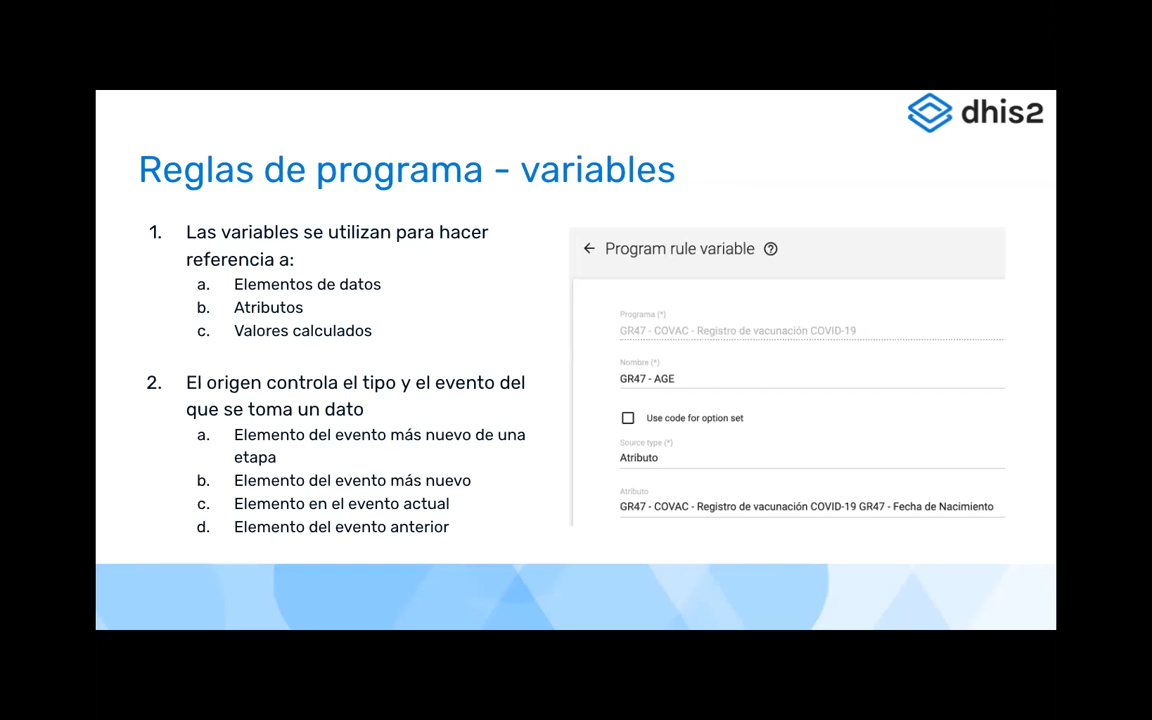 dhis2
Reglas de programa - variables
1. Las variables se utilizan para hacer
referencia a:
a. Elementos de datos
b. Atributos
c. Valores calculados
2. El origen controla el tipo y el evento del
que se toma un dato
a. Elemento del evento más nuevo de una
etapa
b. Elemento del evento más nuevo
c. Elemento en el evento actual
d. Elemento del evento anterior
← Program rule variable ?
Programa (*)
GR47 - COVAC - Registro de vacunación COVID-19
Nombre (*)
GR47 - AGE
Use code for option set
Source type (*)
Atributo
Atributo
GR47 - COVAC - Registro de vacunación COVID-19 GR47 - Fecha de Nacimiento